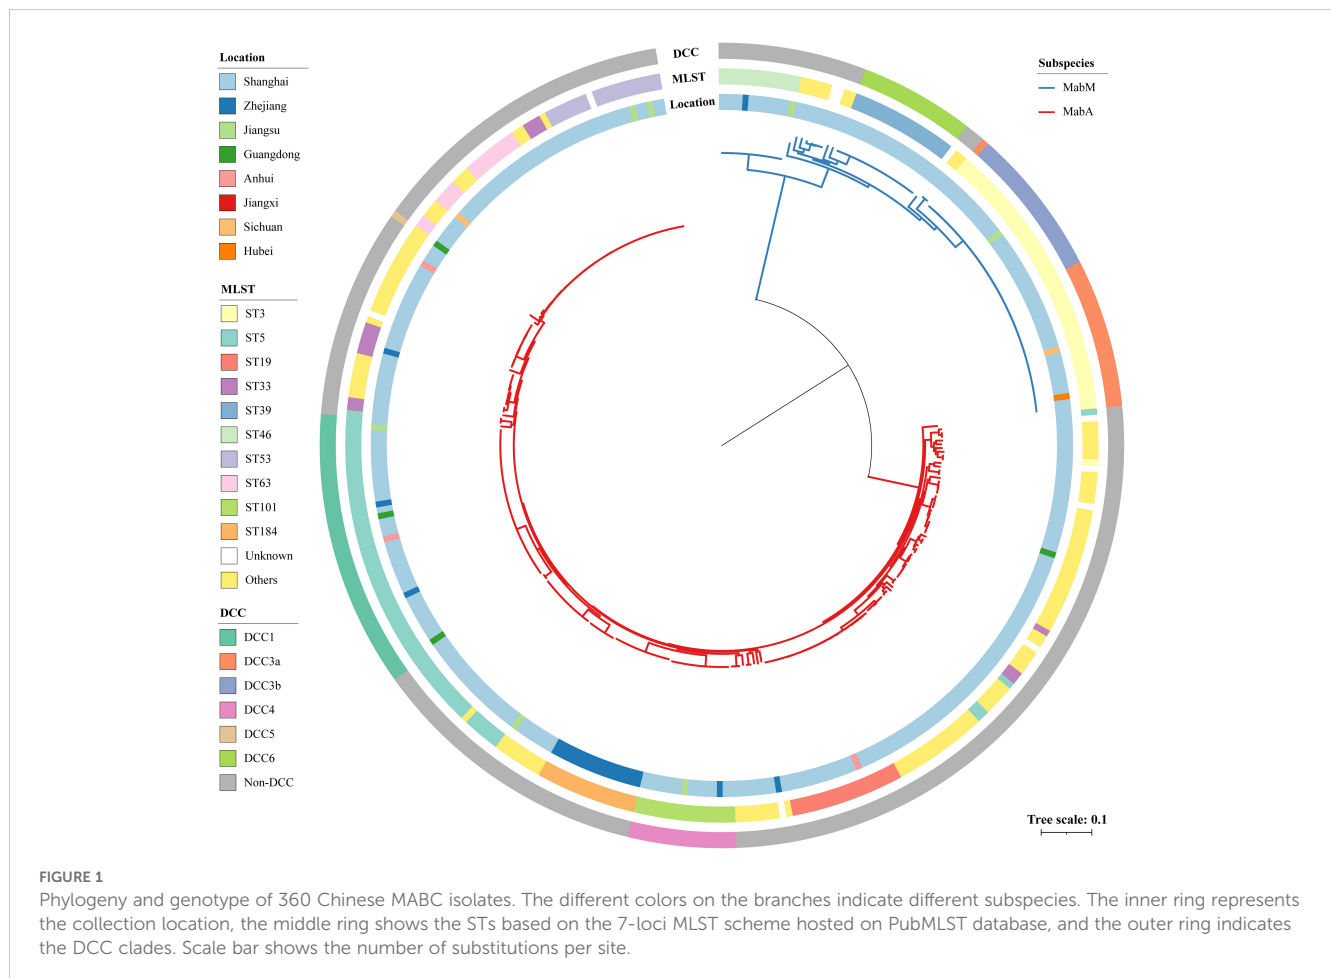 Location
Shanghai
Zhejiang
Jiangsu
Guangdong
Anhui
Jiangxi
Sichuan
Hubei
MLST
ST3
ST5
ST19
ST33
ST39
ST46
ST53
ST63
ST101
ST184
Unknown
Others
DCC
DCC1
DCC3a
DCC3b
DCC4
DCC5
DCC6
Non-DCC
DCC
MLST
Location
Subspecies
MabM
MabA
Tree scale: 0.1
FIGURE 1
Phylogeny and genotype of 360 Chinese MABC isolates. The different colors on the branches indicate different subspecies. The inner ring represents
the collection location, the middle ring shows the STs based on the 7-loci MLST scheme hosted on PubMLST database, and the outer ring indicates
the DCC clades. Scale bar shows the number of substitutions per site.